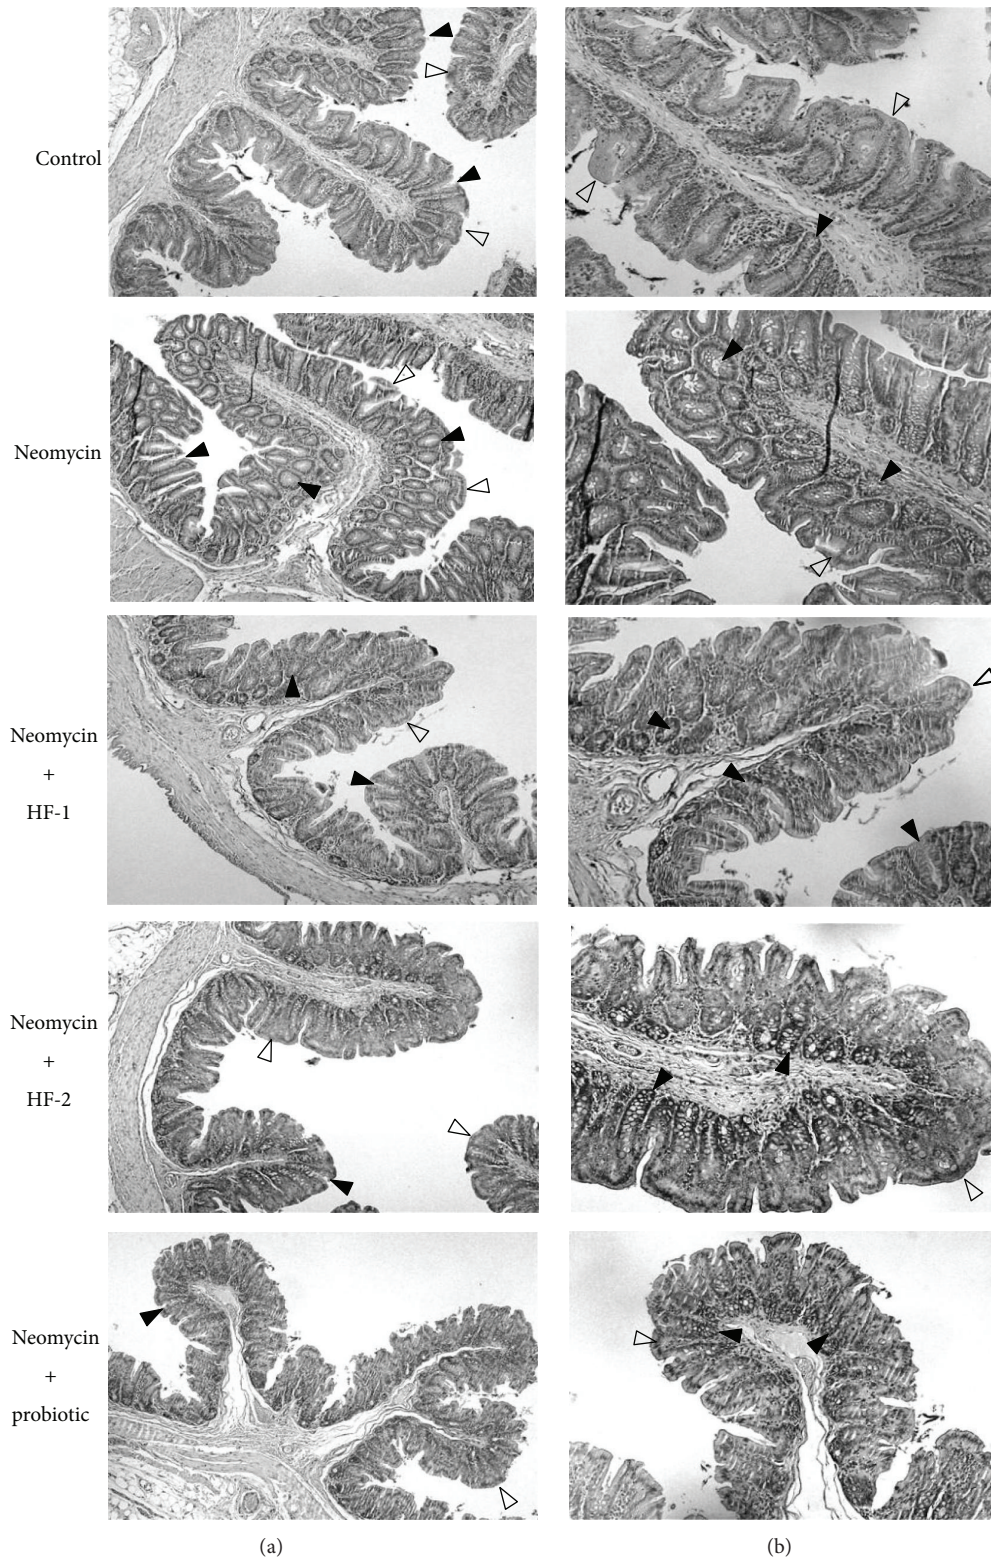 Control
Neomycin
Neomycin
+
HF-1
Neomycin
+
HF-2
Neomycin
+
probiotic
(a)
(b)